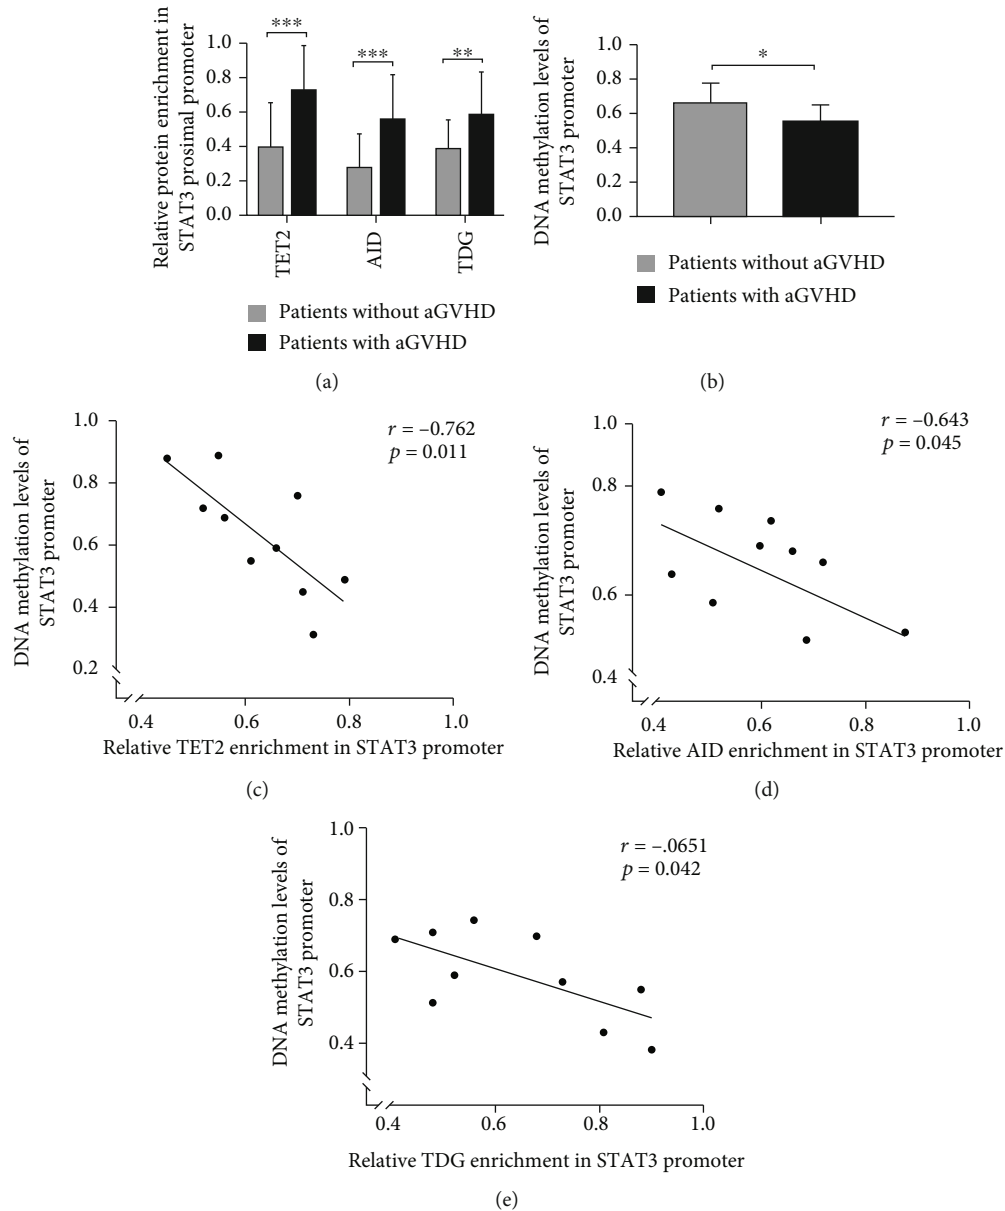 Relative protein enrichment in
STAT3 prosimal promoter
1.0
0.8
0.6
0.4
0.2
0.0
***
***
**
TET2
AID
TDG
Patients without aGVHD
Patients with aGVHD
(a)
DNA methylation levels of
STAT3 promoter
1.0
0.8
0.6
0.4
0.2
0.0
*
Patients without aGVHD
Patients with aGVHD
(b)
DNA methylation levels of
STAT3 promoter
1.0
0.8
0.6
0.4
0.2
r = –0.762
p = 0.011
0.4 0.6 0.8 1.0
Relative TET2 enrichment in STAT3 promoter
(c)
DNA methylation levels of
STAT3 promoter
1.0
0.8
0.6
0.4
r = –0.643
p = 0.045
0.4 0.6 0.8 1.0
Relative AID enrichment in STAT3 promoter
(d)
DNA methylation levels of
STAT3 promoter
1.0
0.8
0.6
0.4
r = –.0651
p = 0.042
0.4 0.6 0.8 1.0
Relative TDG enrichment in STAT3 promoter
(e)